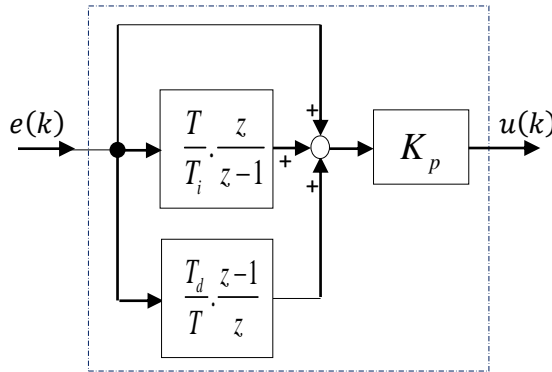 e(k)
+
T/T_i · z/(z−1)
+
+
K_p
u(k)
T_d/T · (z−1)/z